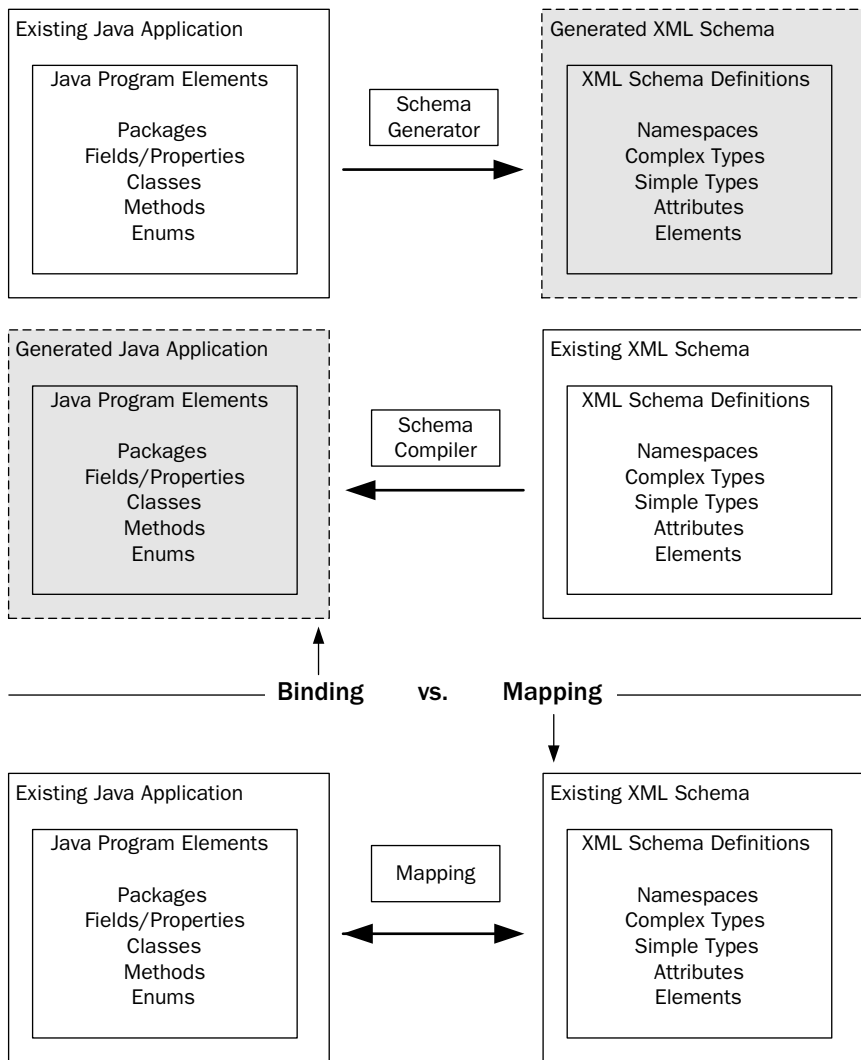 Existing Java Application
Java Program Elements
Packages
Fields/Properties
Classes
Methods
Enums
Schema
Generator
Generated XML Schema
XML Schema Definitions
Namespaces
Complex Types
Simple Types
Attributes
Elements
Generated Java Application
Java Program Elements
Packages
Fields/Properties
Classes
Methods
Enums
Schema
Compiler
Existing XML Schema
XML Schema Definitions
Namespaces
Complex Types
Simple Types
Attributes
Elements
Binding vs. Mapping
Existing Java Application
Java Program Elements
Packages
Fields/Properties
Classes
Methods
Enums
Mapping
Existing XML Schema
XML Schema Definitions
Namespaces
Complex Types
Simple Types
Attributes
Elements